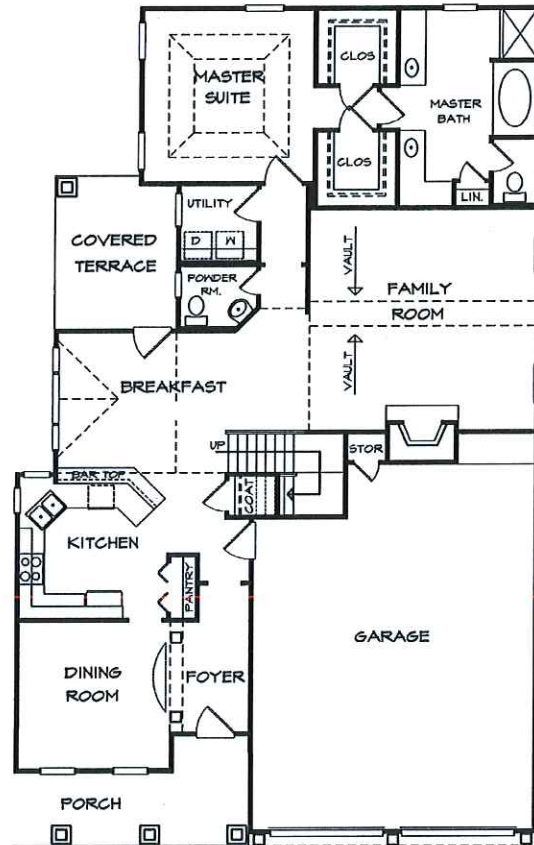 MASTER
SUITE
CLOS
MASTER
BATH
CLOS
LIN.
UTILITY
D W
COVERED
TERRACE
POWDER
RM.
VAULT
FAMILY
ROOM
VAULT
BREAKFAST
UP
STOR
BAR TOP
COAT
KITCHEN
PANTRY
GARAGE
DINING
ROOM
FOYER
PORCH